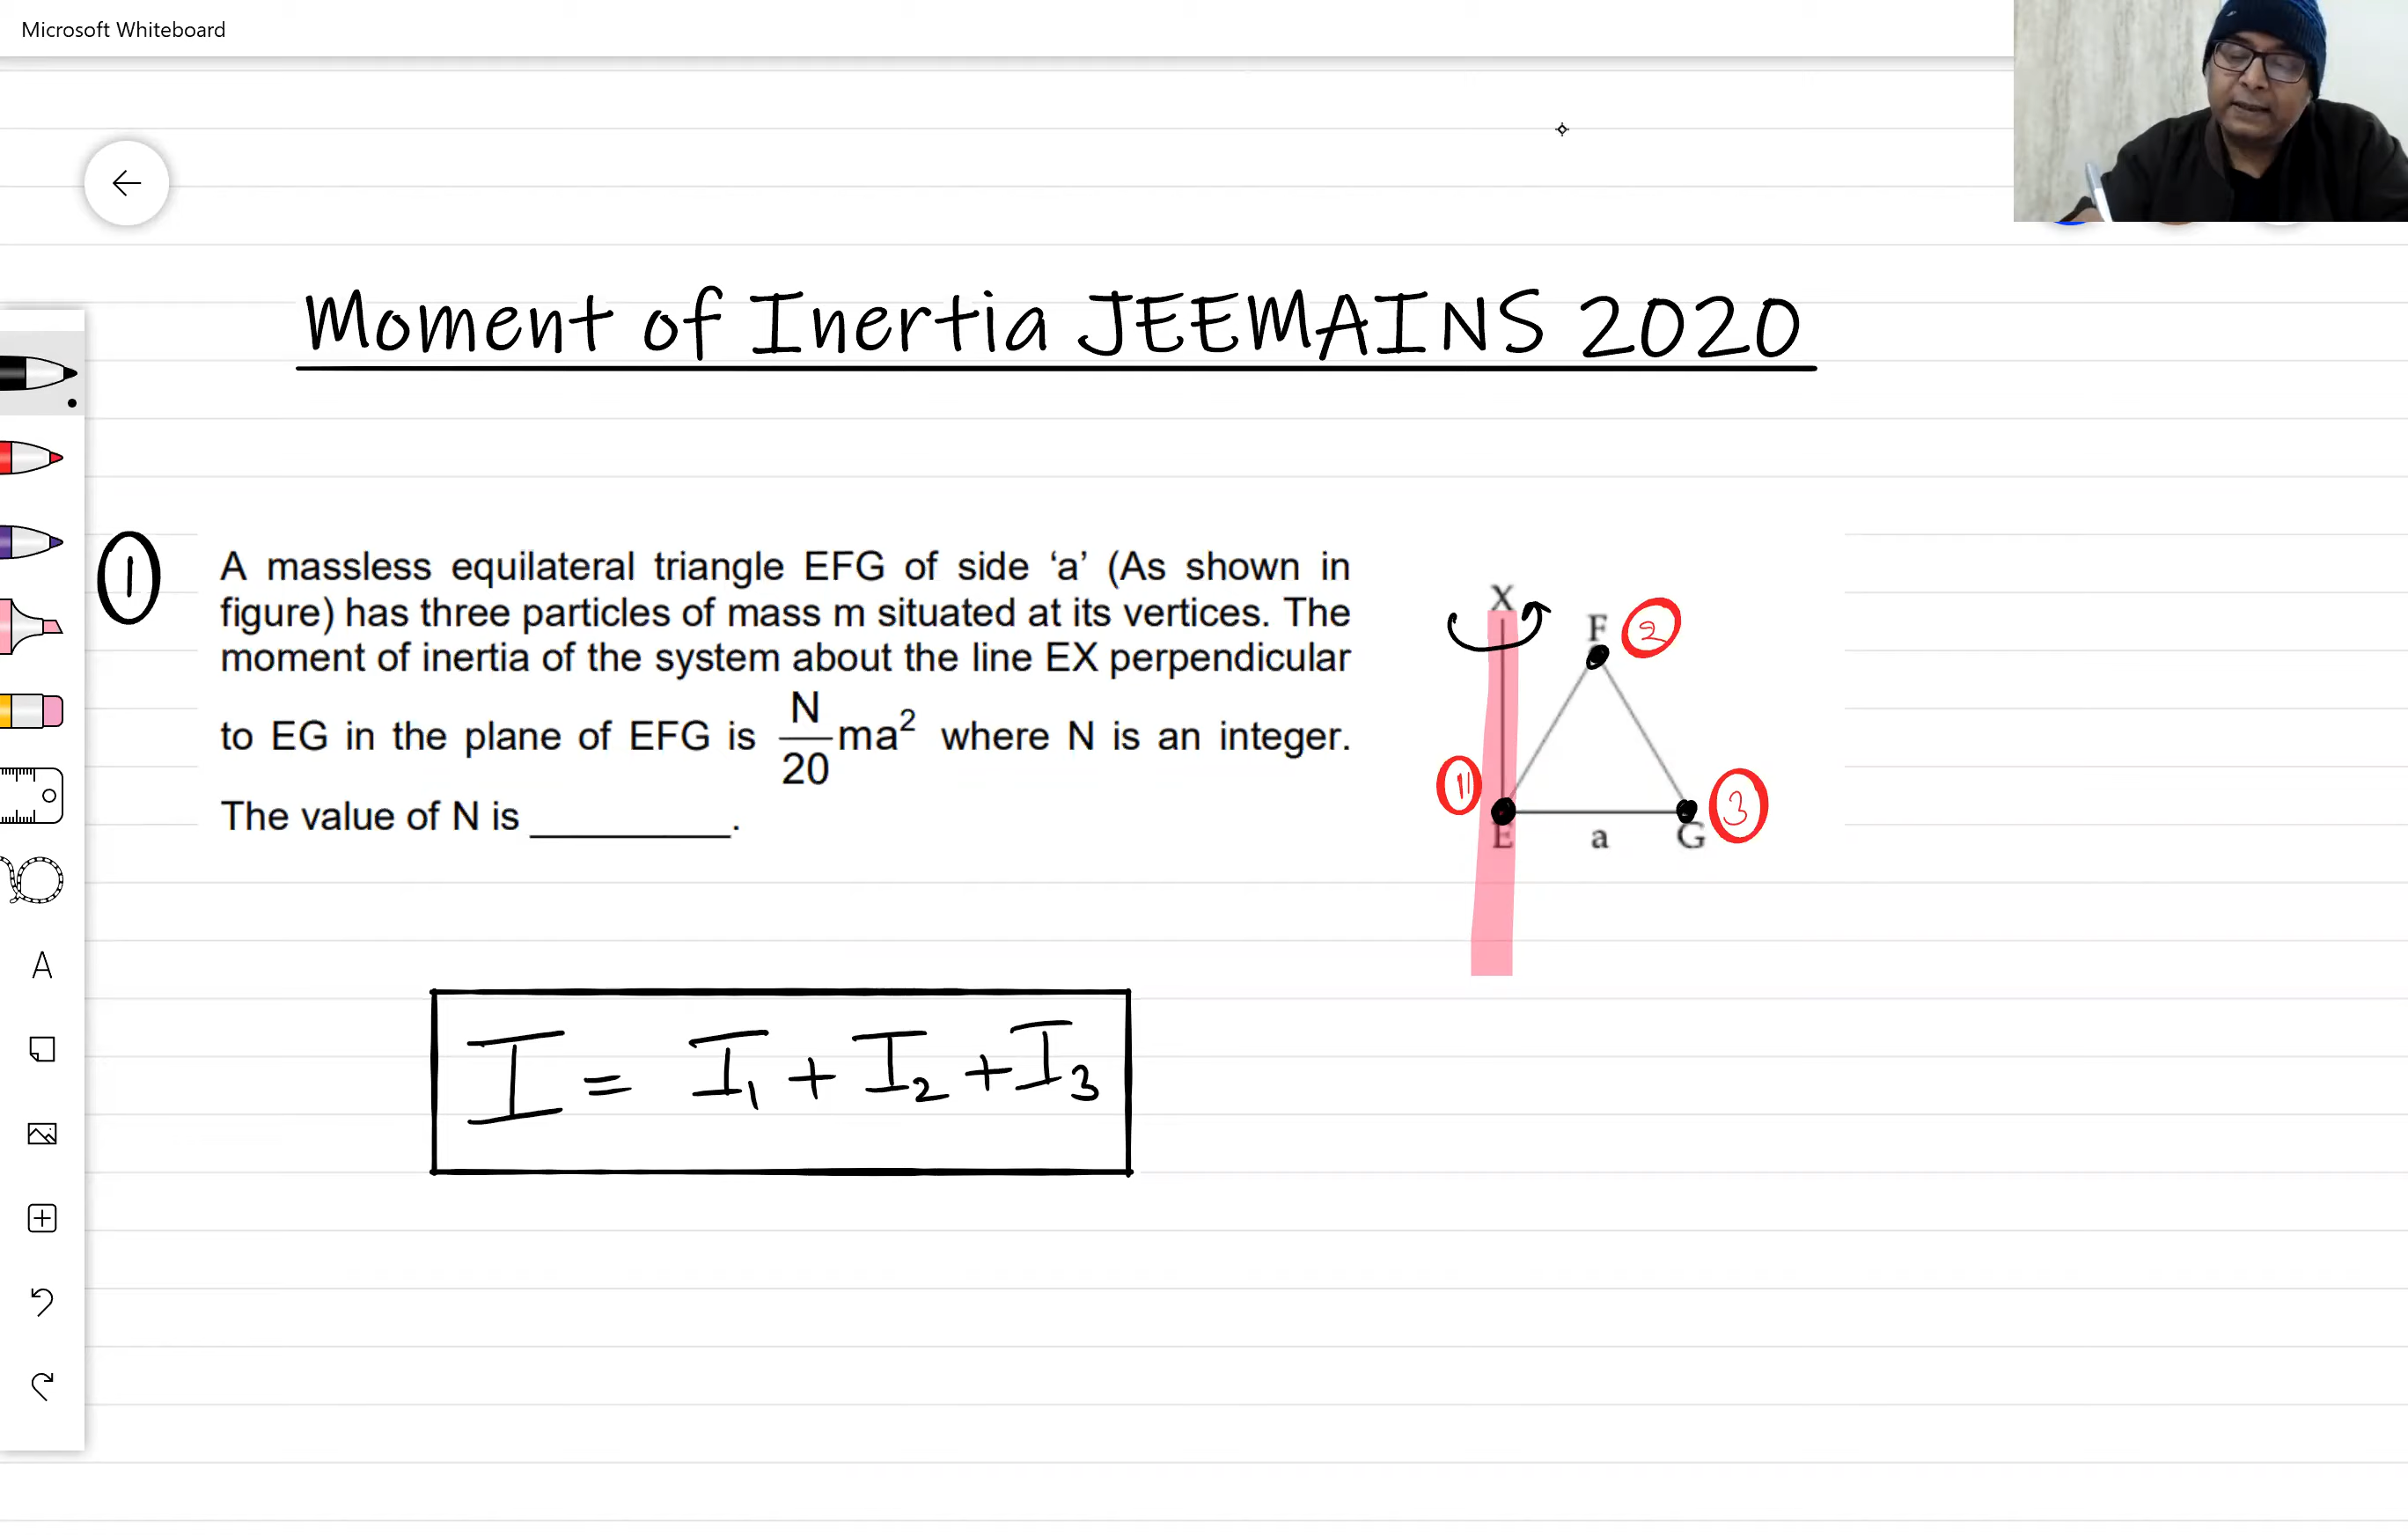 Microsoft Whiteboard
Moment of Inertia JEEMAINS 2020
1
A massless equilateral triangle EFG of side ‘a’ (As shown in
figure) has three particles of mass m situated at its vertices. The
moment of inertia of the system about the line EX perpendicular
to EG in the plane of EFG is N/20 ma² where N is an integer.
The value of N is _________.
X
F 2
1
3
E a G
I = I₁ + I₂ + I₃
A